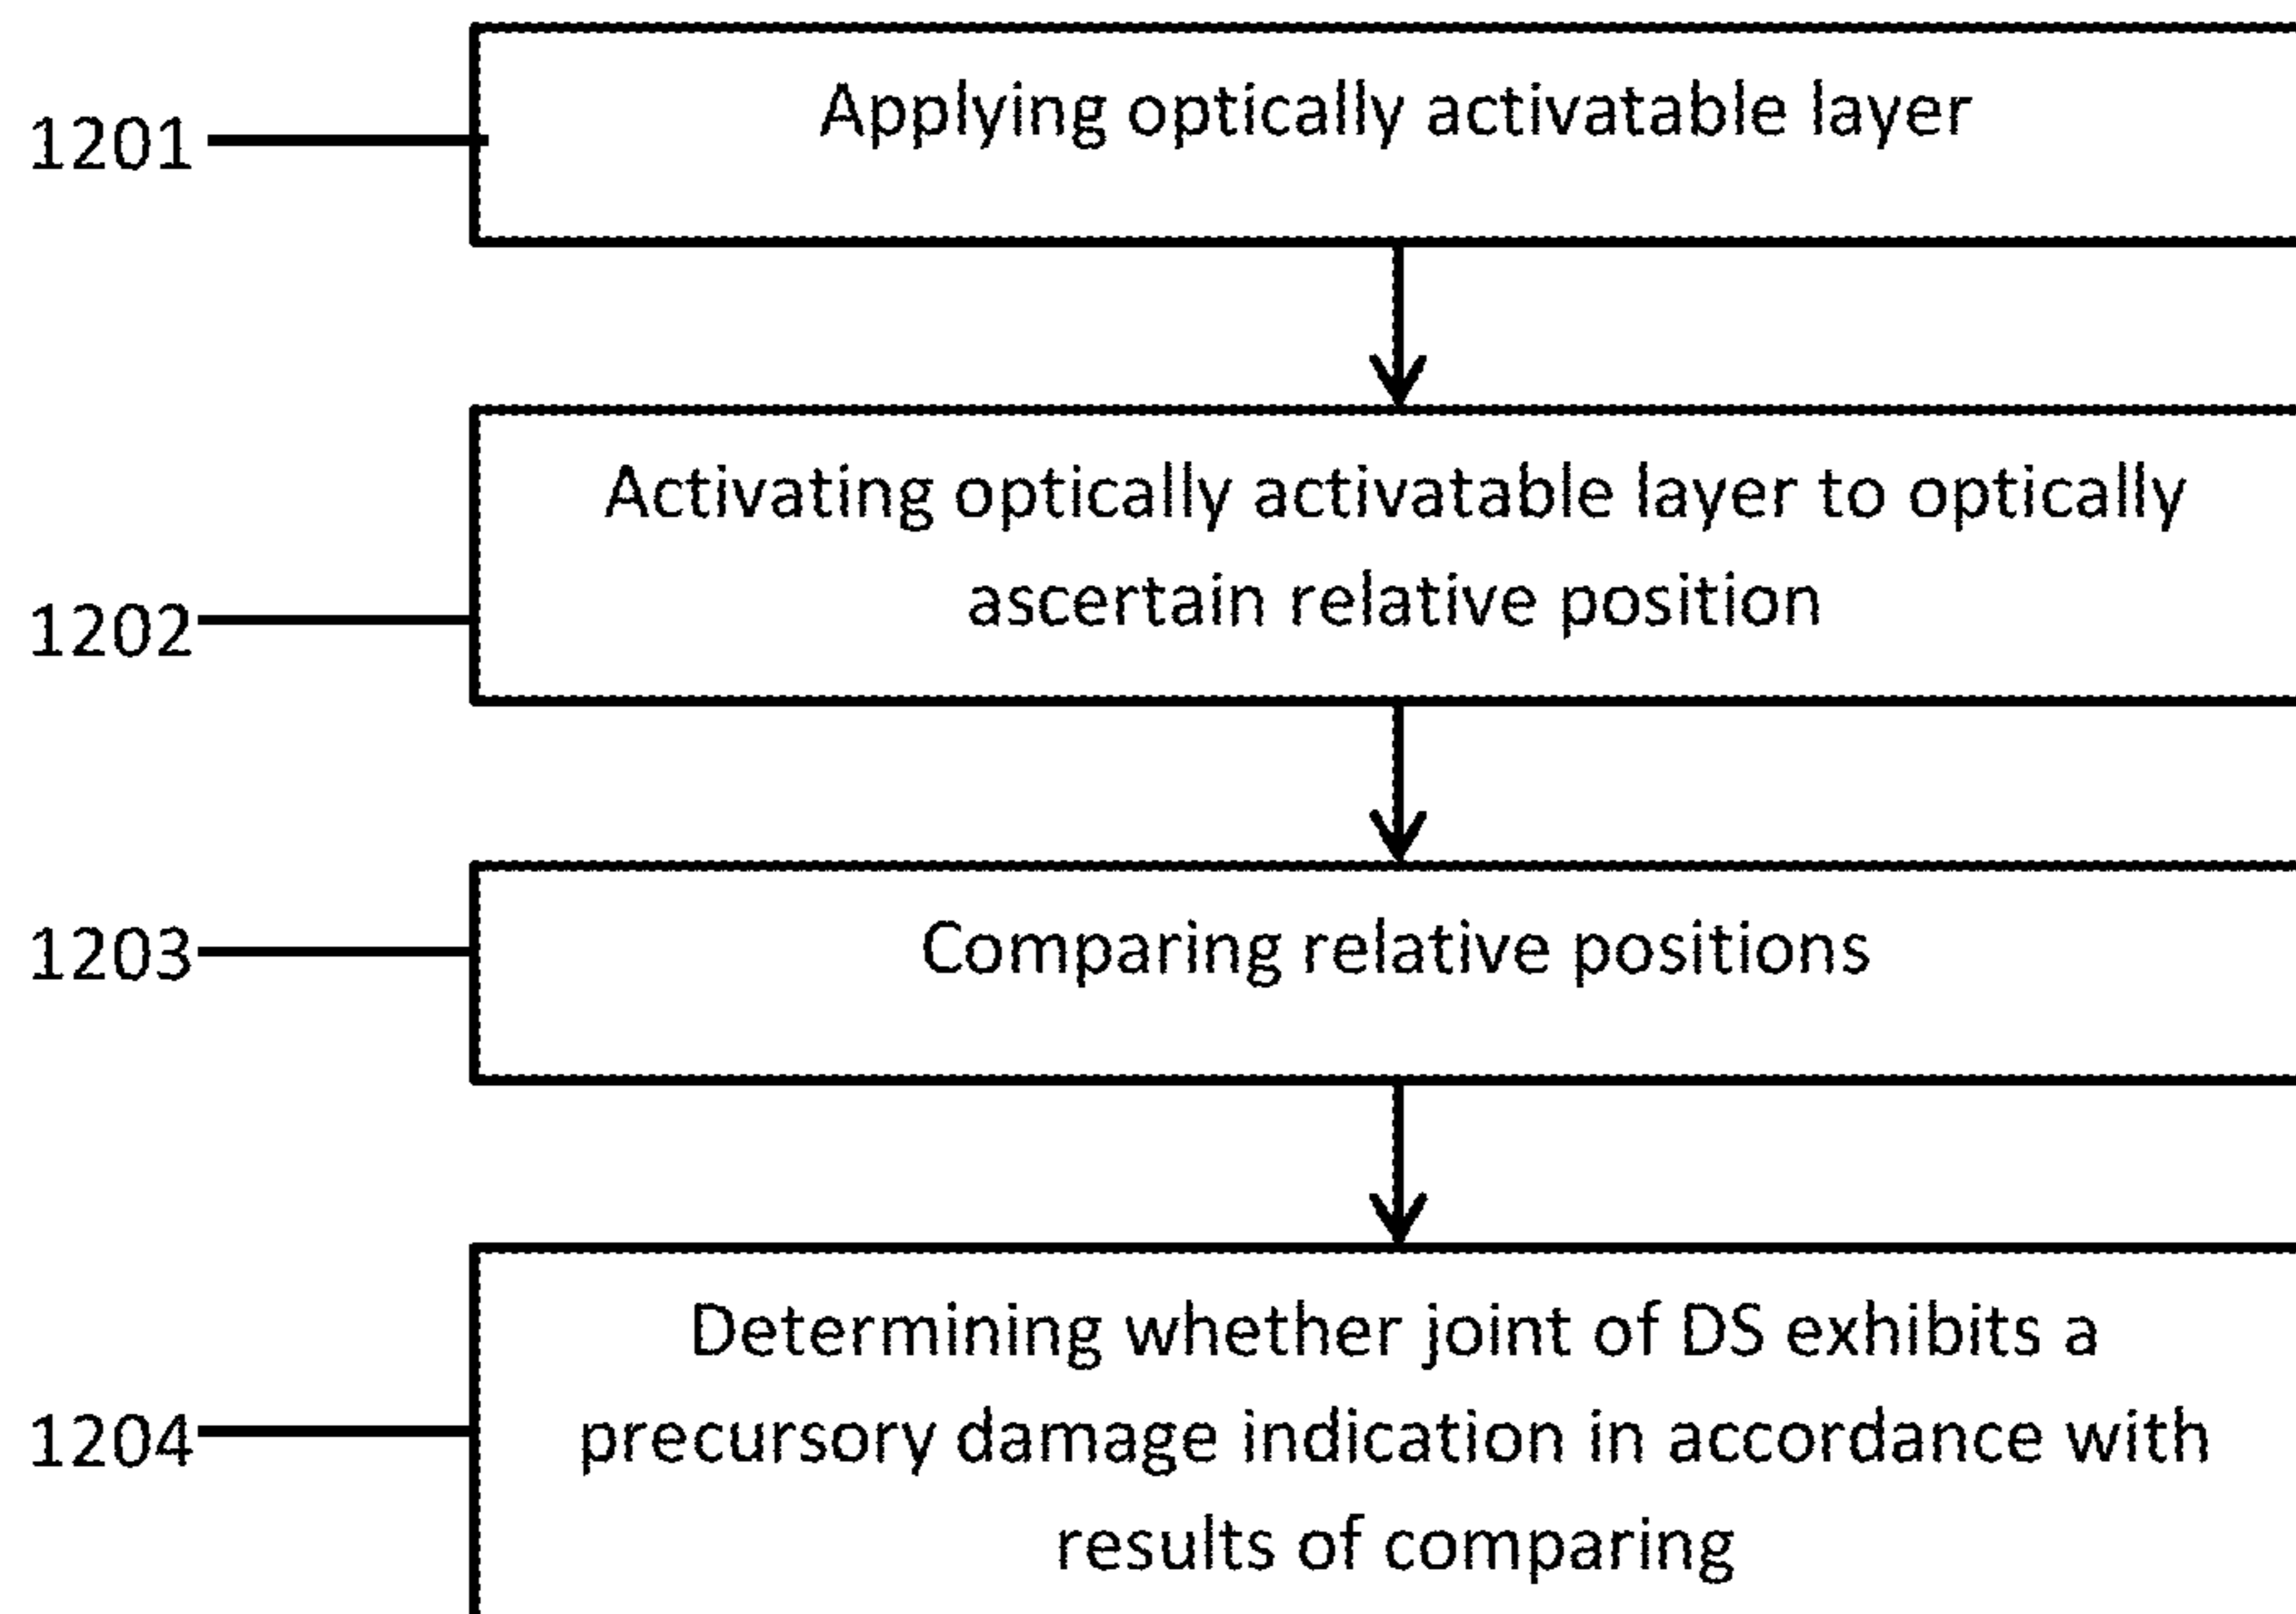 1201
Applying optically activatable layer
1202
Activating optically activatable layer to optically
ascertain relative position
1203
Comparing relative positions
1204
Determining whether joint of DS exhibits a
precursory damage indication in accordance with
results of comparing